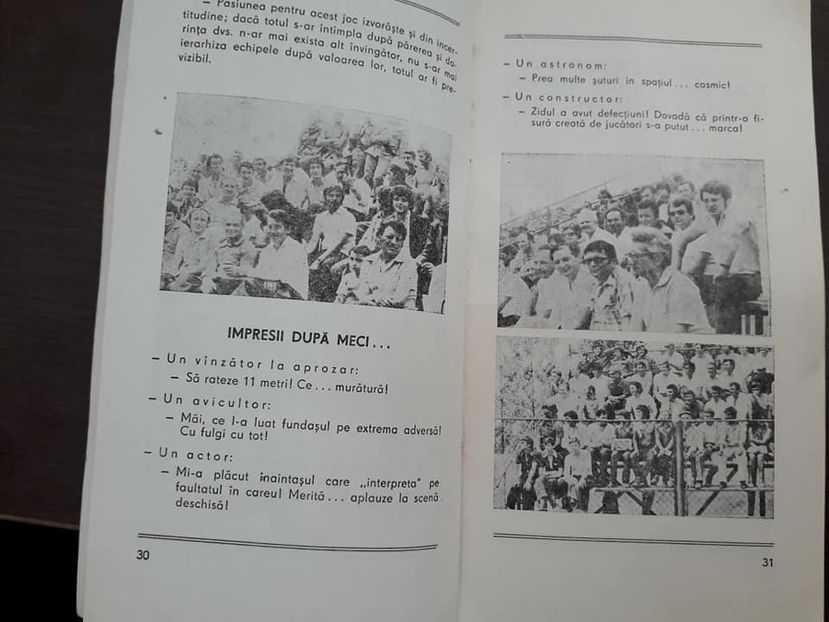 – Pasiunea pentru acest joc izvorăște și din incer-
titudine; dacă totul s-ar întîmpla după părerea și do-
rința dvs. n-ar mai exista alt învingător, nu s-ar mai
ierarhiza echipele după valoarea lor, totul ar fi pre-
vizibil.
IMPRESII DUPĂ MECI...
– Un vînzător la aprozar:
– Să rateze 11 metri! Ce... murătură!
– Un avicultor:
– Măi, ce l-a luat fundașul pe extrema adversă!
Cu fulgi cu tot!
– Un actor:
– Mi-a plăcut înaintașul care „interpreta" pe
faultatul în careu! Merită... aplauze la scenă
deschisă!
30
– Un astronom:
– Prea multe șuturi in spațiul... cosmic!
– Un constructor:
– Zidul a avut defecțiuni! Dovadă că printr-o fi-
sură creată de jucători s-a putut... marca!
31